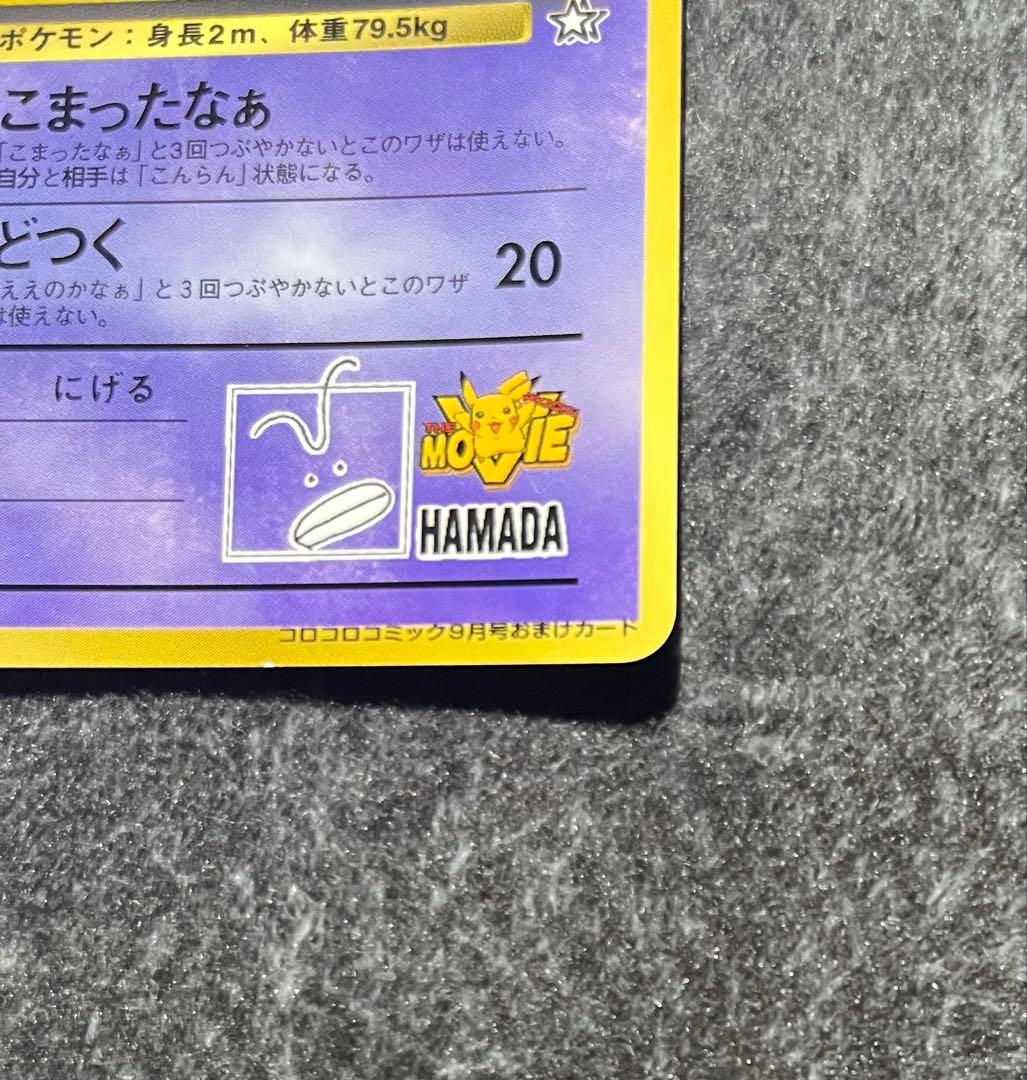 ポケモン：身長2m、体重79.5kg
こまったなぁ
「こまったなぁ」と3回つぶやかないとこのワザは使えない。
自分と相手は「こんらん」状態になる。
どつく
20
ええのかなぁ」と3回つぶやかないとこのワザ
は使えない。
にげる
THE
MOVIE
HAMADA
コロコロコミック9月号おまけカード